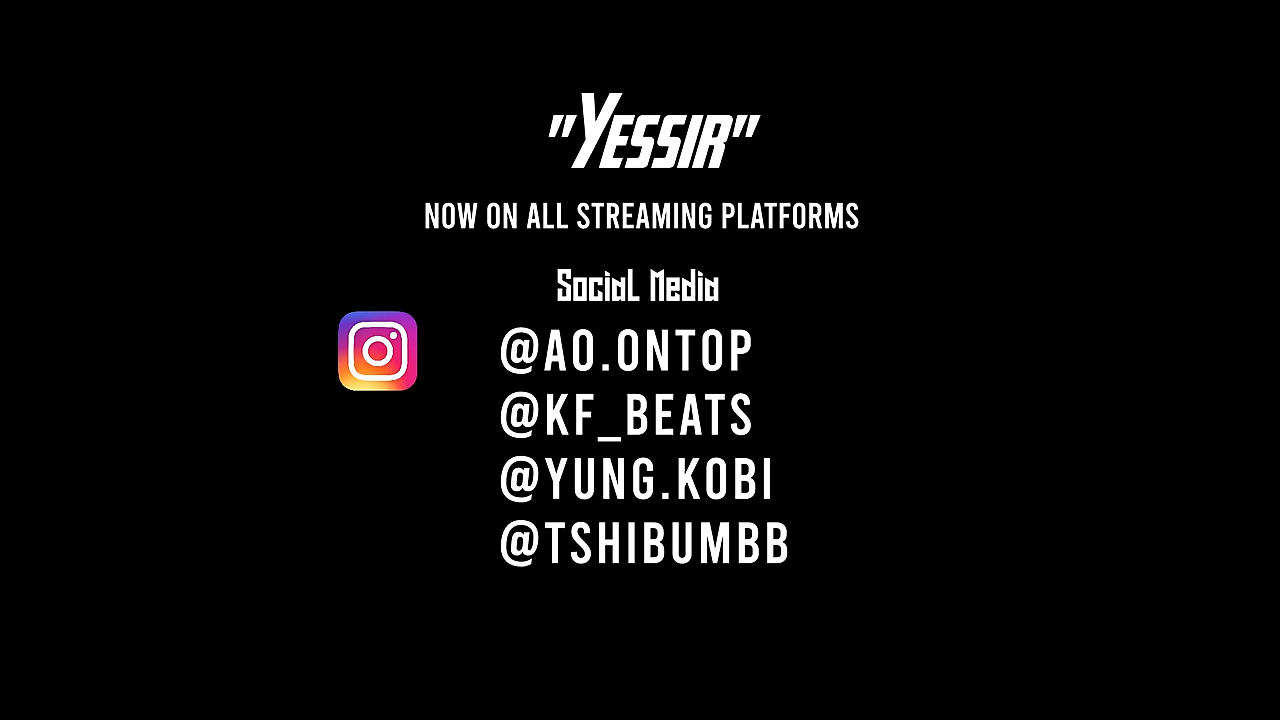 "Yessir"
NOW ON ALL STREAMING PLATFORMS
Social Media
@AO.ONTOP
@KF_BEATS
@YUNG.KOBI
@TSHIBUMBB